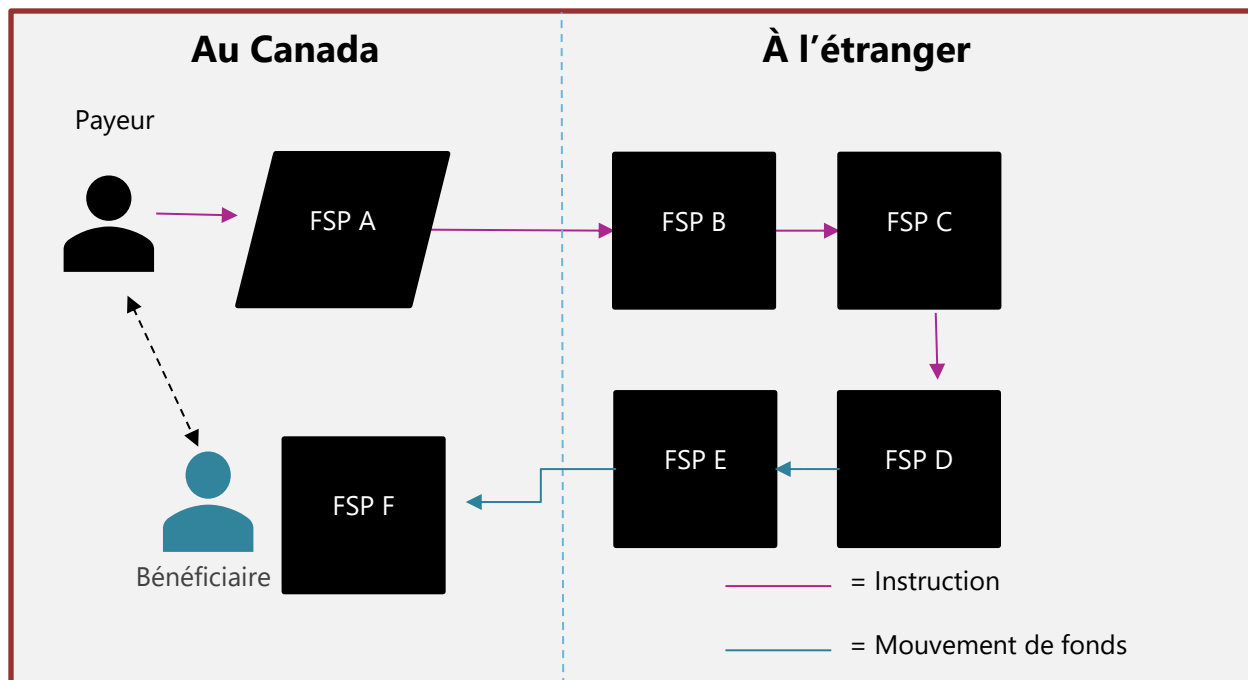 Au Canada
À l’étranger
Payeur
FSP A
FSP B
FSP C
FSP E
FSP D
FSP F
Bénéficiaire
= Instruction
= Mouvement de fonds